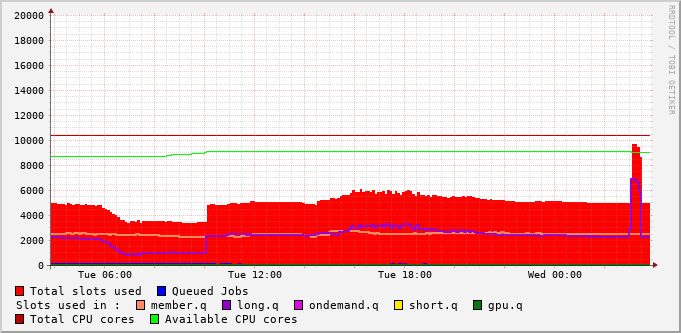 RRDTOOL / TOBI OETIKER
20000
18000
16000
14000
12000
10000
8000
6000
4000
2000
0
Tue 06:00 Tue 12:00 Tue 18:00 Wed 00:00
Total slots used Queued Jobs
Slots used in : member.q long.q ondemand.q short.q gpu.q
Total CPU cores Available CPU cores